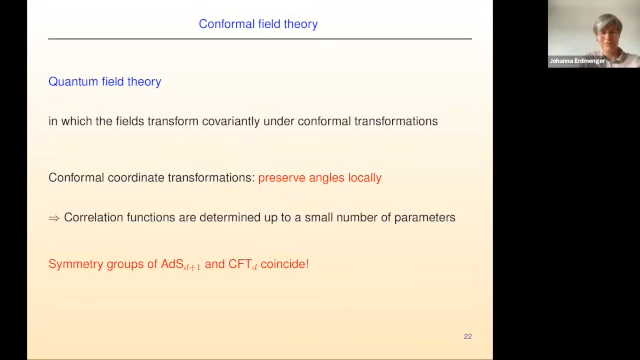 Conformal field theory
Johanna Erdmenger
Quantum field theory
in which the fields transform covariantly under conformal transformations
Conformal coordinate transformations: preserve angles locally
⇒ Correlation functions are determined up to a small number of parameters
Symmetry groups of AdS_{d+1} and CFT_d coincide!
22